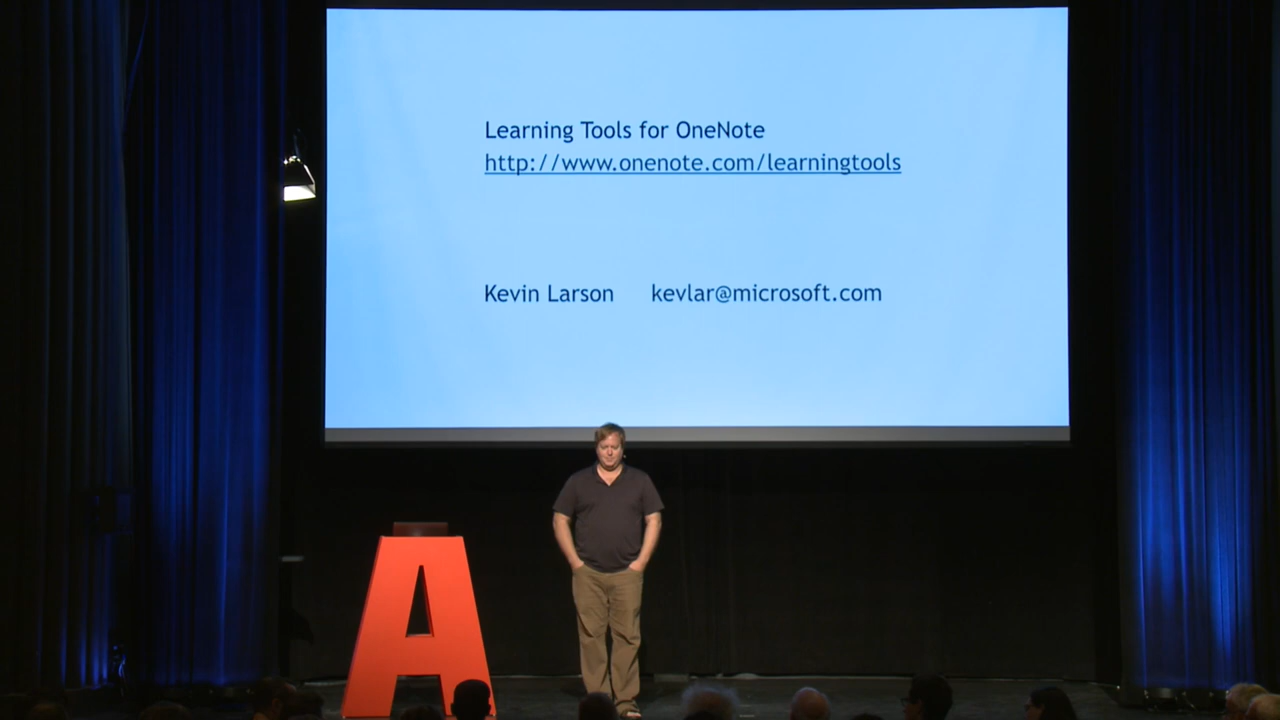 Learning Tools for OneNote
http://www.onenote.com/learningtools
Kevin Larson kevlar@microsoft.com
A